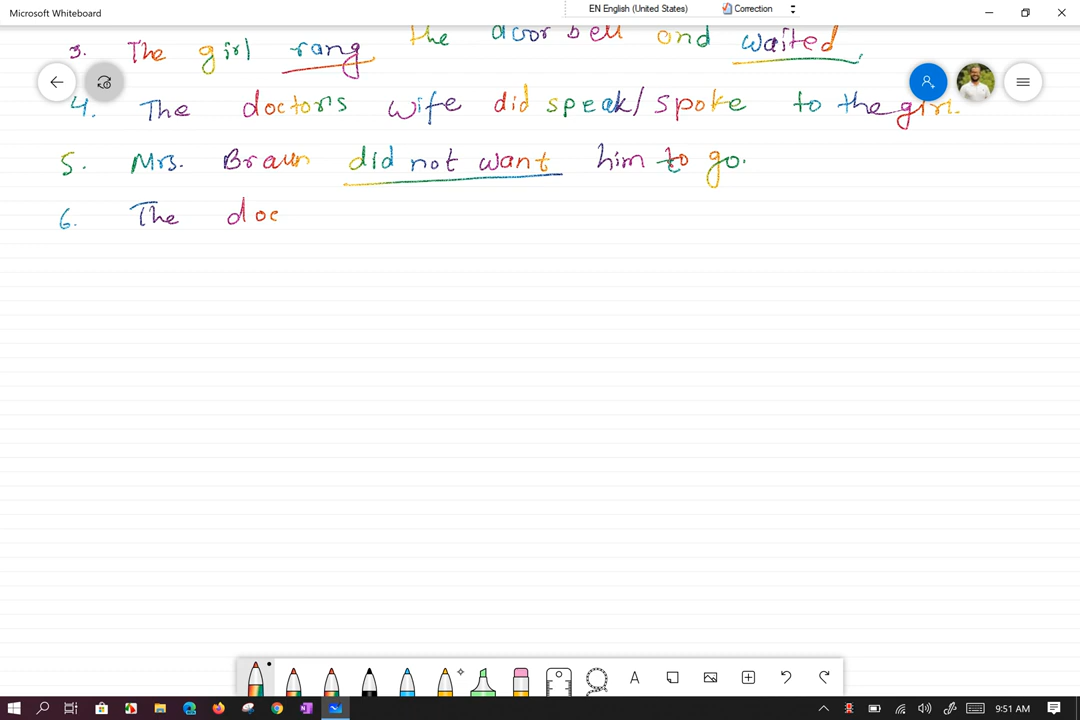 Microsoft Whiteboard
EN English (United States) Correction
3. The girl rang the door bell and waited.
4. The doctor's wife did speak/ spoke to the girl.
5. Mrs. Braun did not want him to go.
6. The doc
A
9:51 AM